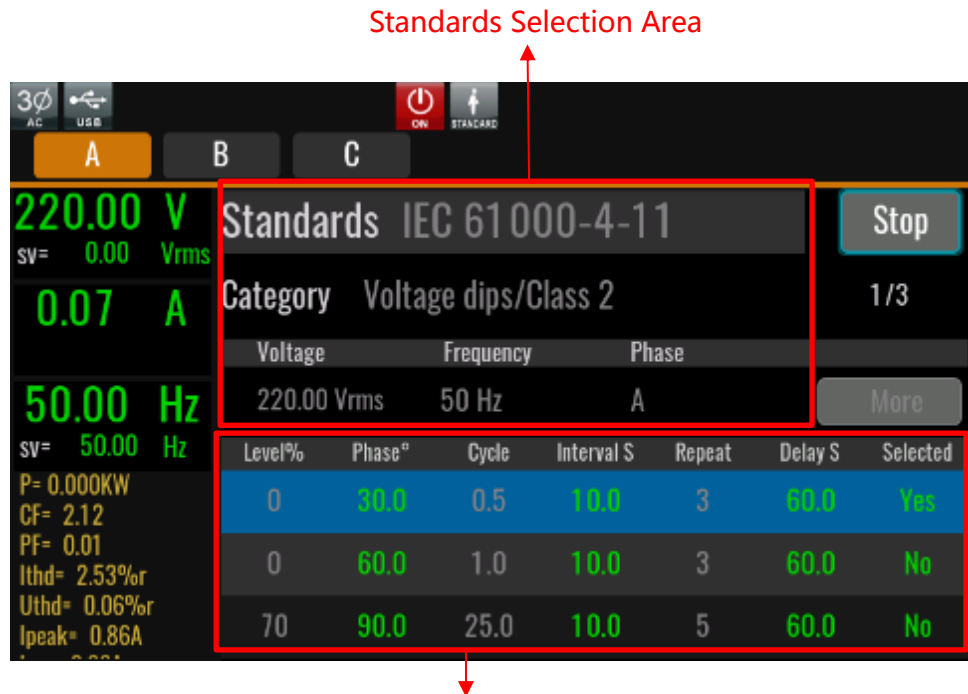 Standards Selection Area
3Ø AC USB ON STANDARD
A B C
220.00 V
sv= 0.00 Vrms
0.07 A
50.00 Hz
sv= 50.00 Hz
P= 0.000KW
CF= 2.12
PF= 0.01
Ithd= 2.53%r
Uthd= 0.06%r
Ipeak= 0.86A
Standards IEC 61000-4-11
Stop
Category Voltage dips/Class 2
1/3
Voltage Frequency Phase
220.00 Vrms 50 Hz A
More
Level% Phase° Cycle Interval S Repeat Delay S Selected
0 30.0 0.5 10.0 3 60.0 Yes
0 60.0 1.0 10.0 3 60.0 No
70 90.0 25.0 10.0 5 60.0 No